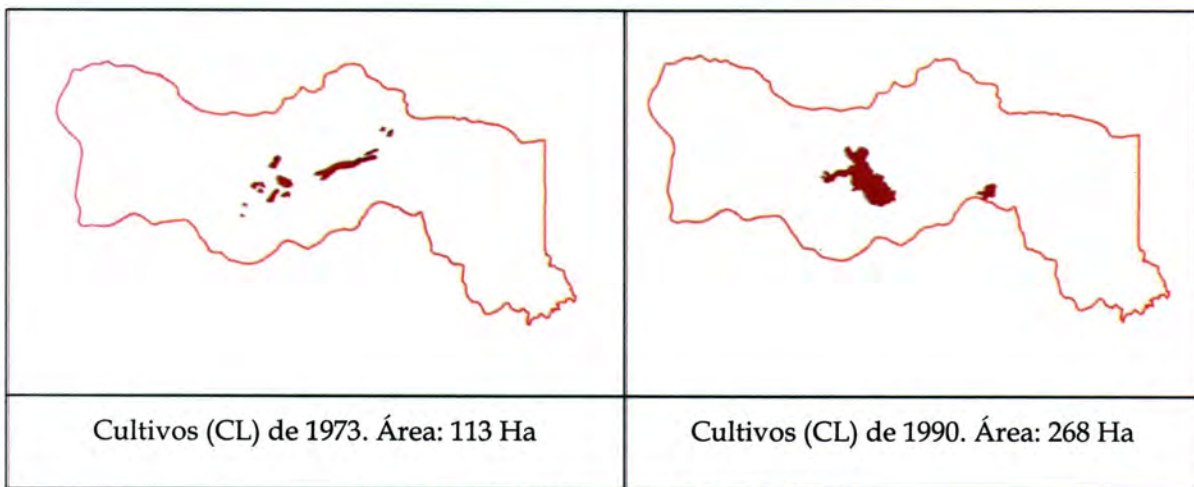 Cultivos (CL) de 1973. Área: 113 Ha
Cultivos (CL) de 1990. Área: 268 Ha